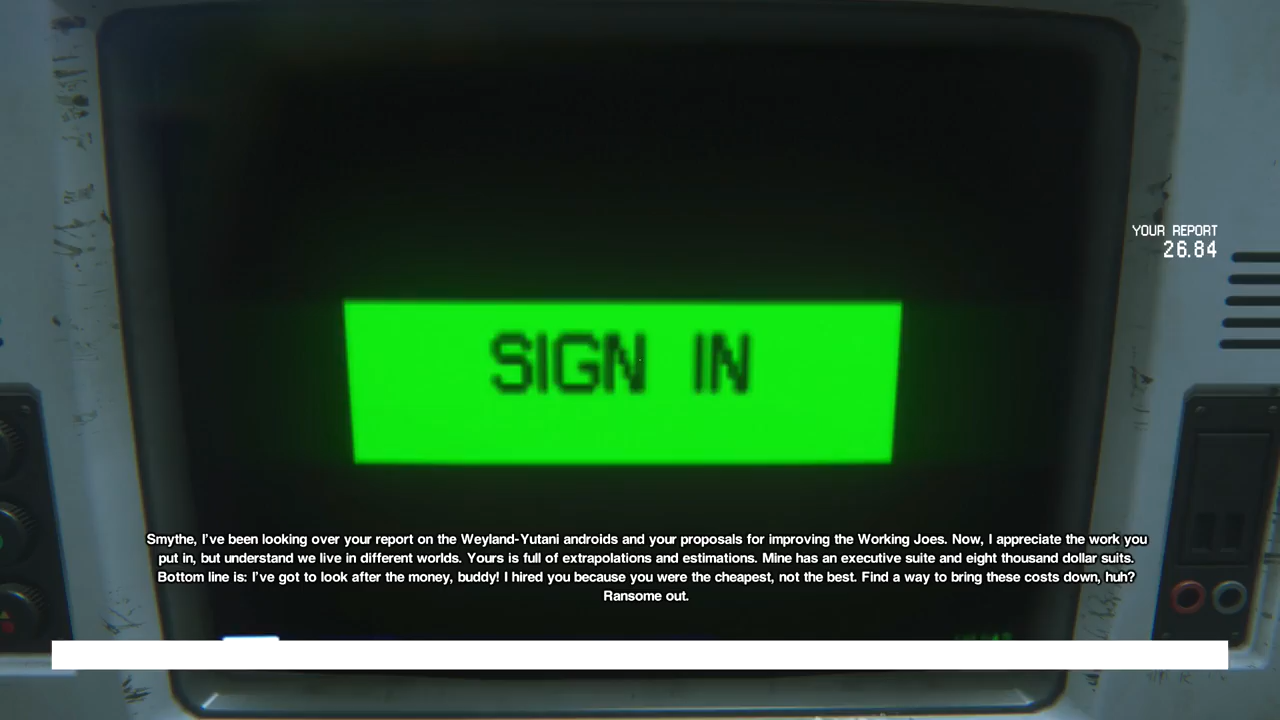 YOUR REPORT
26.84
SIGN IN
Smythe, I've been looking over your report on the Weyland-Yutani androids and your proposals for improving the Working Joes. Now, I appreciate the work you
put in, but understand we live in different worlds. Yours is full of extrapolations and estimations. Mine has an executive suite and eight thousand dollar suits.
Bottom line is: I've got to look after the money, buddy! I hired you because you were the cheapest, not the best. Find a way to bring these costs down, huh?
Ransome out.